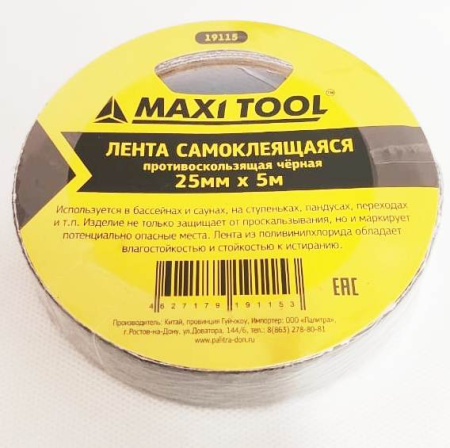 19115
MAXI TOOL™
ЛЕНТА САМОКЛЕЯЩАЯСЯ
противоскользящая чёрная
25мм x 5м
Используется в бассейнах и саунах, на ступеньках, пандусах, переходах
и т.п. Изделие не только защищает от проскальзывания, но и маркирует
потенциально опасные места. Лента из поливинилхлорида обладает
влагостойкостью и стойкостью к истиранию.
4 627179 191153
EAC
Производитель: Китай, провинция Гуйчжоу, Импортер: ООО «Палитра»,
г.Ростов-на-Дону, ул.Доватора, 144/6, тел.: 8(863) 278-80-81
www.palitra-don.ru